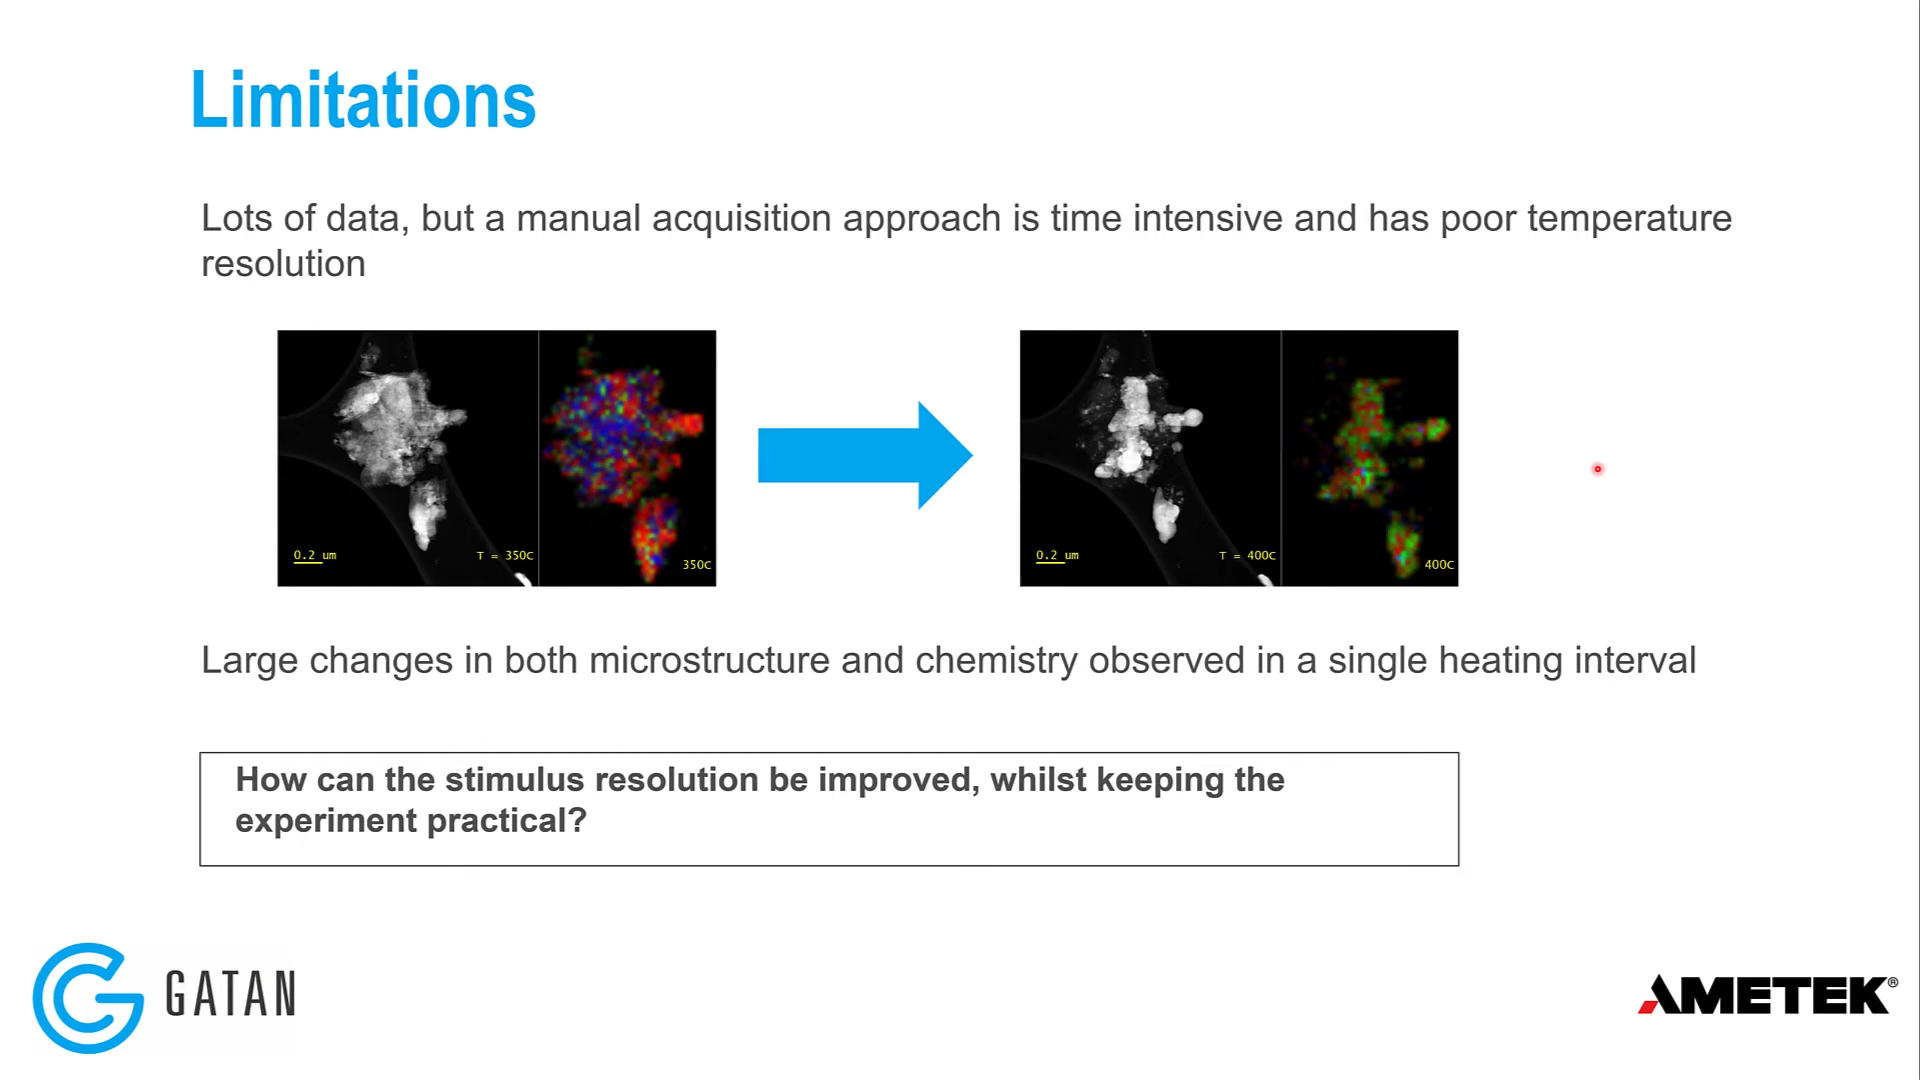 Limitations
Lots of data, but a manual acquisition approach is time intensive and has poor temperature
resolution
0.2 um
T = 350C
350C
0.2 um
T = 400C
400C
Large changes in both microstructure and chemistry observed in a single heating interval
How can the stimulus resolution be improved, whilst keeping the
experiment practical?
GATAN
AMETEK®